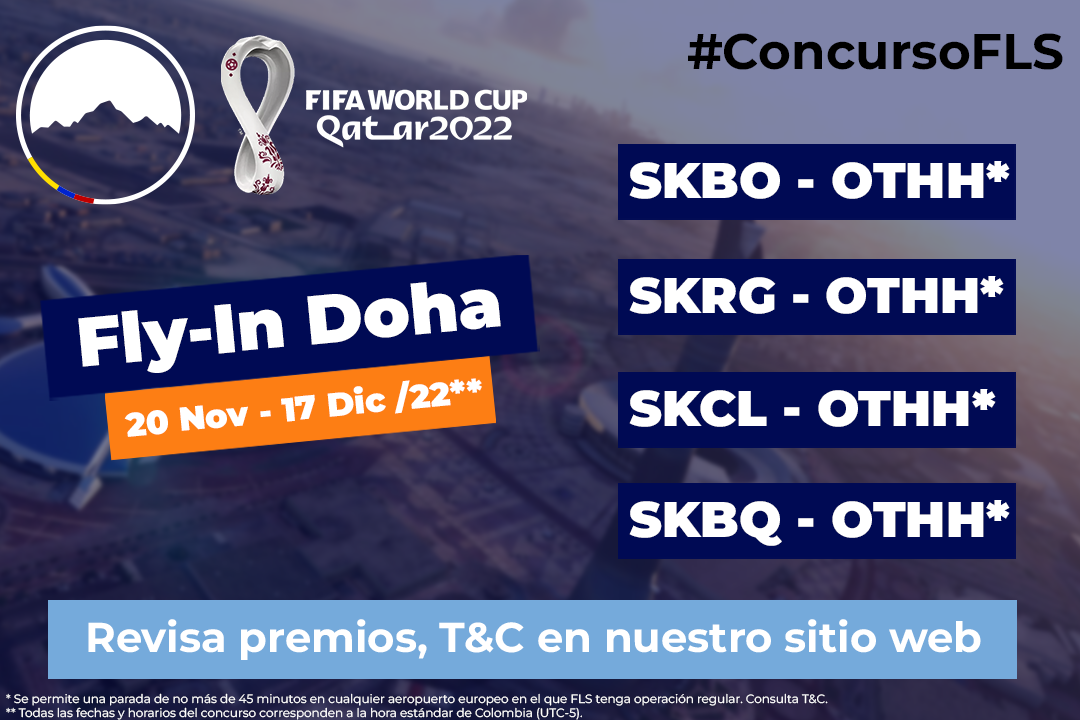 FIFA WORLD CUP
Qatar2022
#ConcursoFLS
SKBO - OTHH*
SKRG - OTHH*
SKCL - OTHH*
SKBQ - OTHH*
Fly-In Doha
20 Nov - 17 Dic /22**
Revisa premios, T&C en nuestro sitio web
* Se permite una parada de no más de 45 minutos en cualquier aeropuerto europeo en el que FLS tenga operación regular. Consulta T&C.
** Todas las fechas y horarios del concurso corresponden a la hora estándar de Colombia (UTC-5).